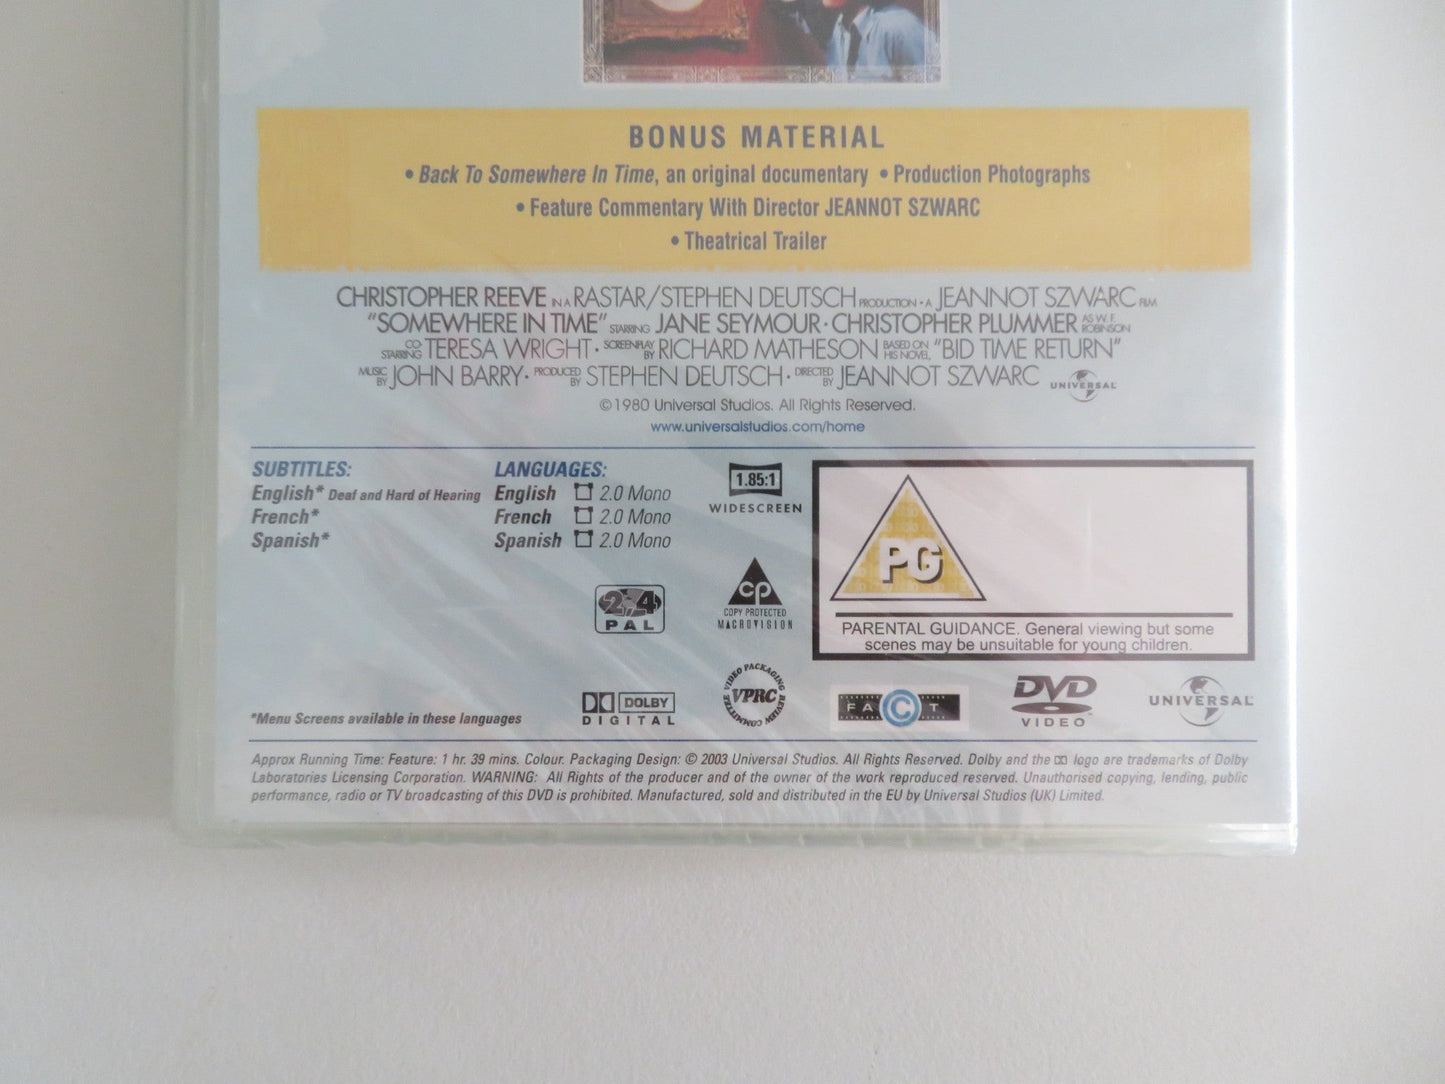 BONUS MATERIAL
• Back To Somewhere In Time, an original documentary • Production Photographs
• Feature Commentary With Director JEANNOT SZWARC
• Theatrical Trailer
CHRISTOPHER REEVE IN A RASTAR/STEPHEN DEUTSCH PRODUCTION • A JEANNOT SZWARC FILM
"SOMEWHERE IN TIME" STARRING JANE SEYMOUR • CHRISTOPHER PLUMMER AS W. F. ROBINSON
CO-STARRING TERESA WRIGHT • SCREENPLAY BY RICHARD MATHESON BASED ON HIS NOVEL, "BID TIME RETURN"
MUSIC BY JOHN BARRY • PRODUCED BY STEPHEN DEUTSCH • DIRECTED BY JEANNOT SZWARC UNIVERSAL
©1980 Universal Studios. All Rights Reserved.
www.universalstudios.com/home
SUBTITLES:
English* Deaf and Hard of Hearing
French*
Spanish*
LANGUAGES:
English 2.0 Mono
French 2.0 Mono
Spanish 2.0 Mono
1.85:1
WIDESCREEN
PG
PARENTAL GUIDANCE. General viewing but some
scenes may be unsuitable for young children.
2 4
PAL
CP
COPY PROTECTED
MACROVISION
*Menu Screens available in these languages
DOLBY
DIGITAL
VIDEO PACKAGING REVIEW COMMITTEE
VPRC
FACT
DVD
VIDEO
UNIVERSAL
Approx Running Time: Feature: 1 hr. 39 mins. Colour. Packaging Design: © 2003 Universal Studios. All Rights Reserved. Dolby and the logo are trademarks of Dolby
Laboratories Licensing Corporation. WARNING: All Rights of the producer and of the owner of the work reproduced reserved. Unauthorised copying, lending, public
performance, radio or TV broadcasting of this DVD is prohibited. Manufactured, sold and distributed in the EU by Universal Studios (UK) Limited.